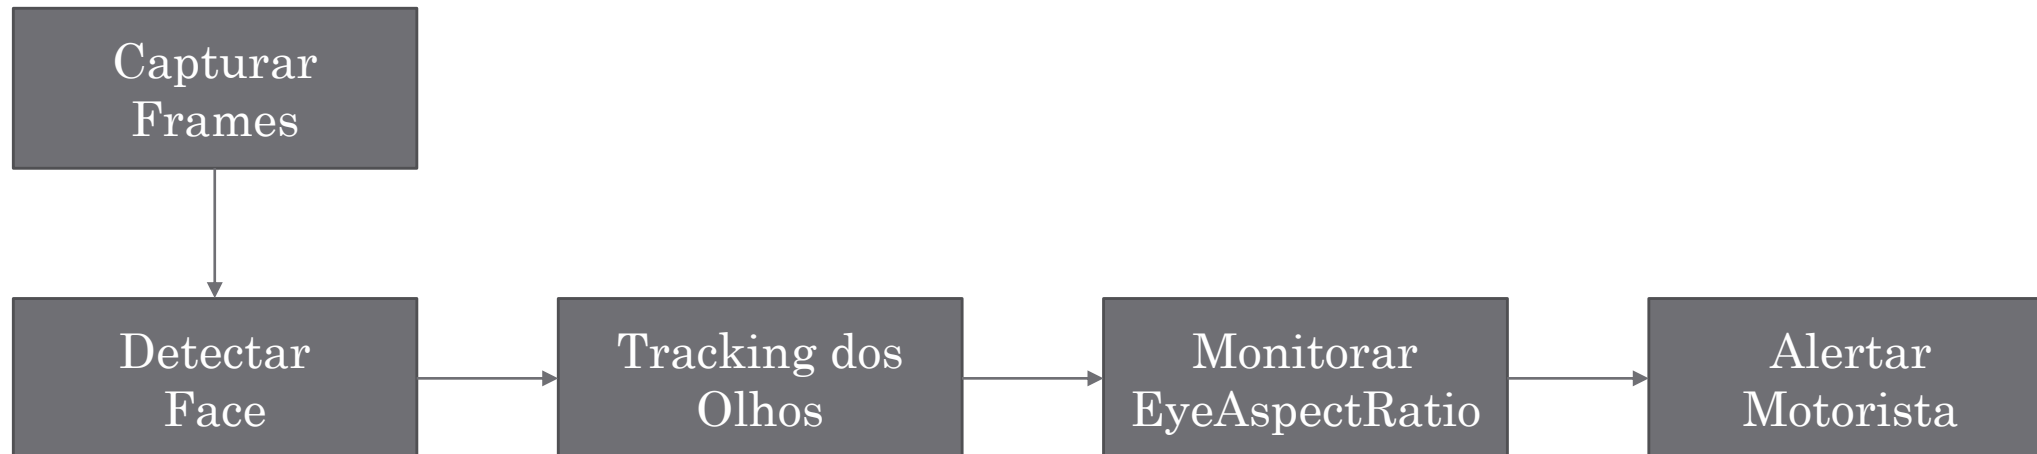 Capturar
Frames
Detectar
Face
Tracking dos
Olhos
Monitorar
EyeAspectRatio
Alertar
Motorista